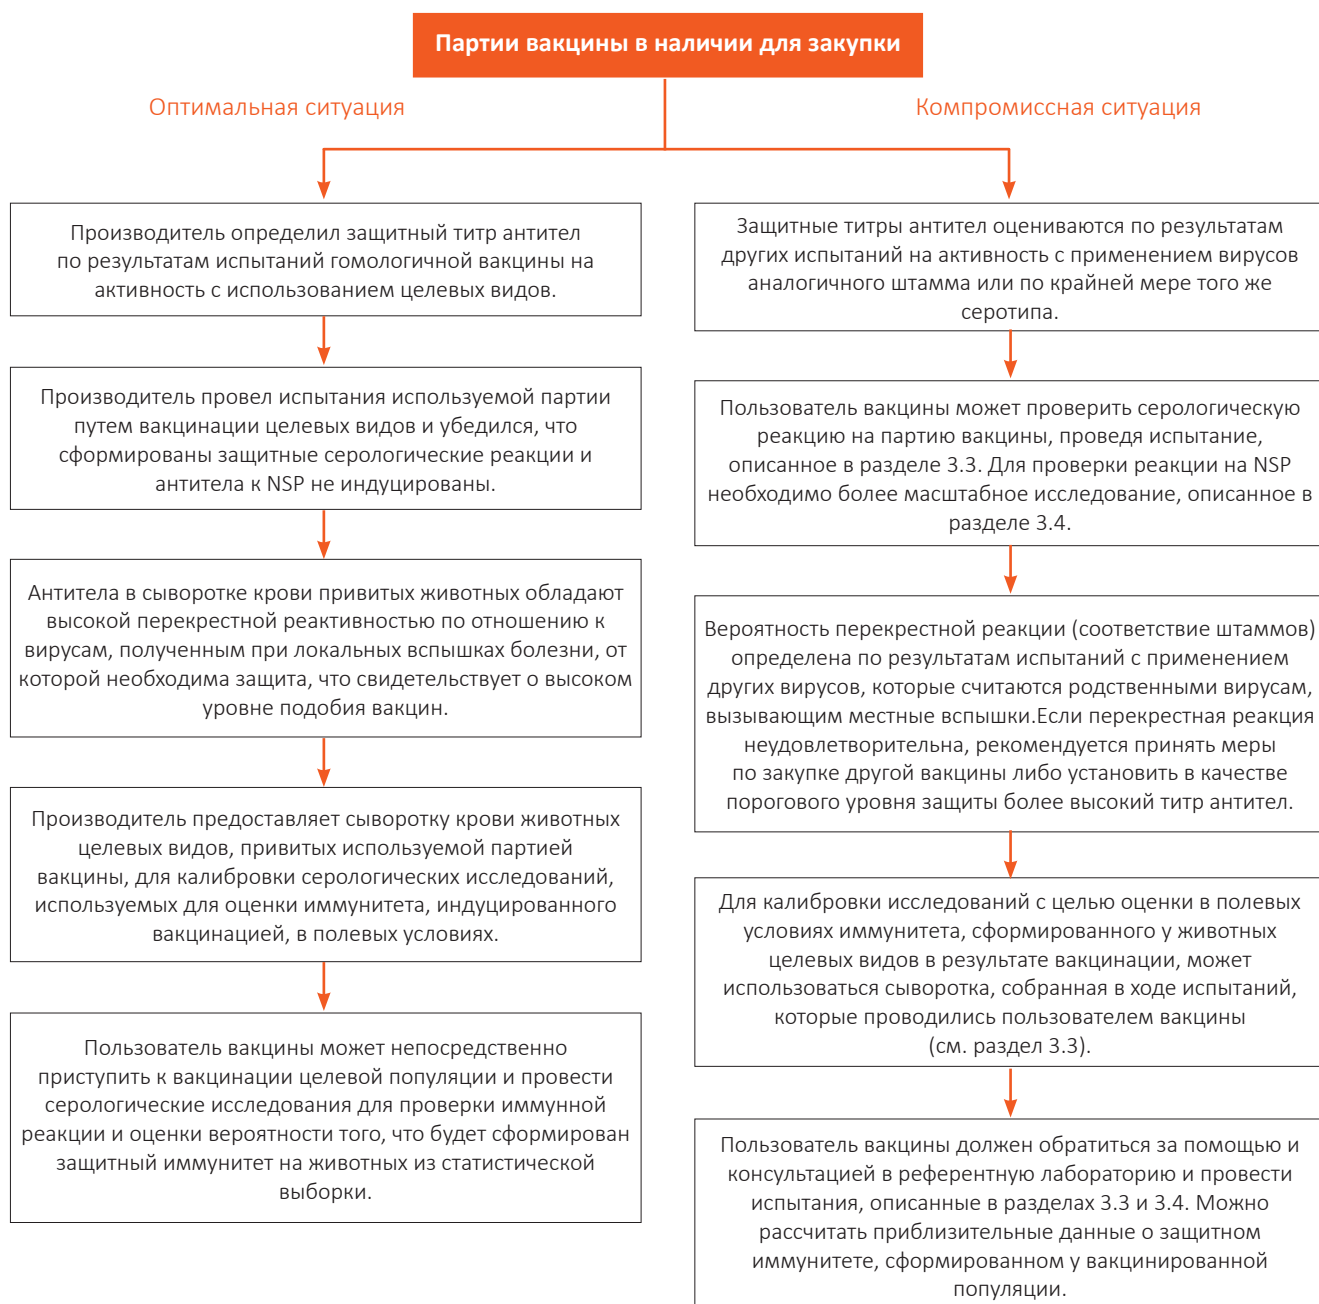 Партии вакцины в наличии для закупки
Оптимальная ситуация
Компромиссная ситуация
Производитель определил защитный титр антител
по результатам испытаний гомологичной вакцины на
активность с использованием целевых видов.
Производитель провел испытания используемой партии
путем вакцинации целевых видов и убедился, что
сформированы защитные серологические реакции и
антитела к NSP не индуцированы.
Антитела в сыворотке крови привитых животных обладают
высокой перекрестной реактивностью по отношению к
вирусам, полученным при локальных вспышках болезни, от
которой необходима защита, что свидетельствует о высоком
уровне подобия вакцин.
Производитель предоставляет сыворотку крови животных
целевых видов, привитых используемой партией
вакцины, для калибровки серологических исследований,
используемых для оценки иммунитета, индуцированного
вакцинацией, в полевых условиях.
Пользователь вакцины может непосредственно
приступить к вакцинации целевой популяции и провести
серологические исследования для проверки иммунной
реакции и оценки вероятности того, что будет сформирован
защитный иммунитет на животных из статистической
выборки.
Защитные титры антител оцениваются по результатам
других испытаний на активность с применением вирусов
аналогичного штамма или по крайней мере того же
серотипа.
Пользователь вакцины может проверить серологическую
реакцию на партию вакцины, проведя испытание,
описанное в разделе 3.3. Для проверки реакции на NSP
необходимо более масштабное исследование, описанное в
разделе 3.4.
Вероятность перекрестной реакции (соответствие штаммов)
определена по результатам испытаний с применением
других вирусов, которые считаются родственными вирусам,
вызывающим местные вспышки.Если перекрестная реакция
неудовлетворительна, рекомендуется принять меры
по закупке другой вакцины либо установить в качестве
порогового уровня защиты более высокий титр антител.
Для калибровки исследований с целью оценки в полевых
условиях иммунитета, сформированного у животных
целевых видов в результате вакцинации, может
использоваться сыворотка, собранная в ходе испытаний,
которые проводились пользователем вакцины
(см. раздел 3.3).
Пользователь вакцины должен обратиться за помощью и
консультацией в референтную лабораторию и провести
испытания, описанные в разделах 3.3 и 3.4. Можно
рассчитать приблизительные данные о защитном
иммунитете, сформированном у вакцинированной
популяции.